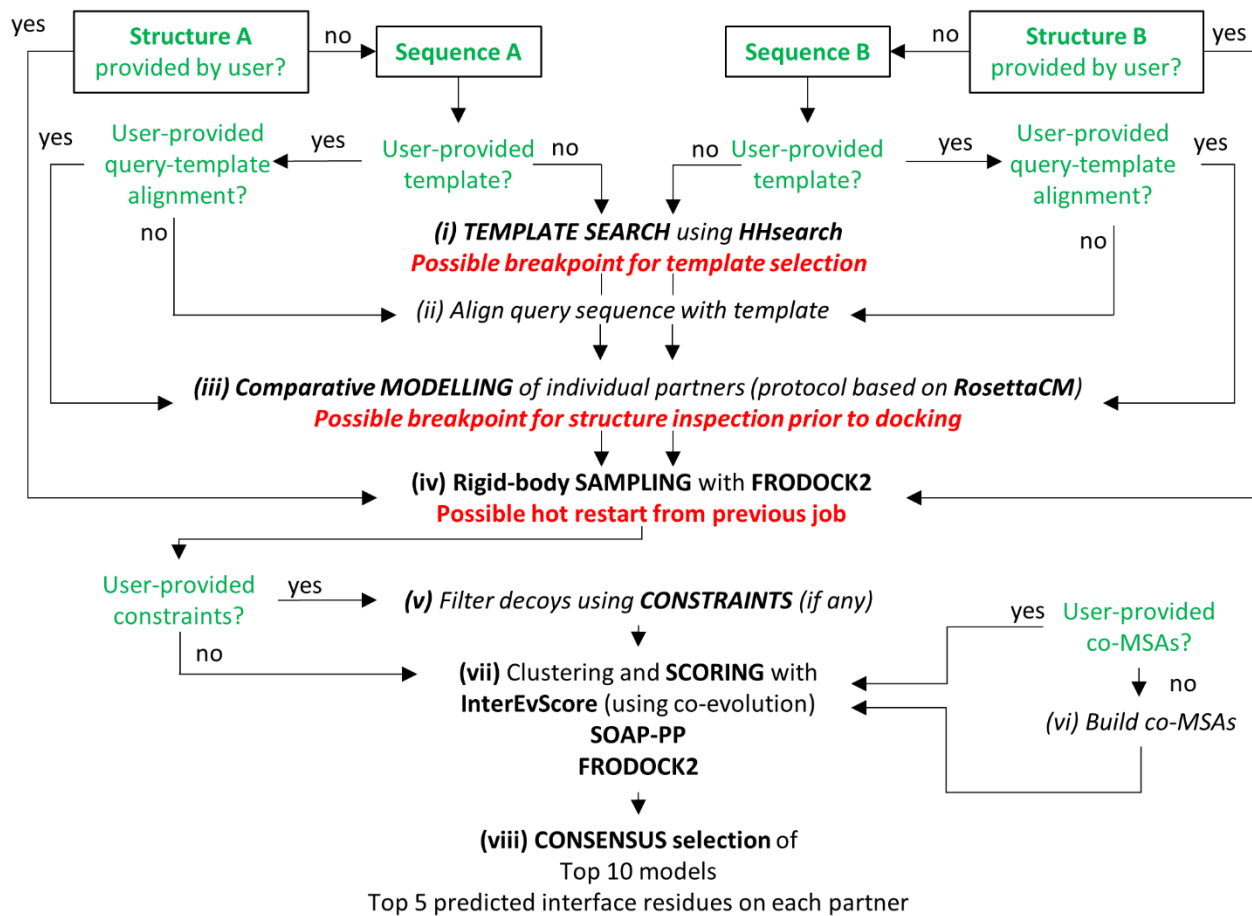 yes
Structure A
provided by user?
no
Sequence A
Sequence B
no
Structure B
provided by user?
yes
yes
User-provided
query-template
alignment?
yes
User-provided
template?
no
no
User-provided
template?
yes
User-provided
query-template
alignment?
yes
no
(i) TEMPLATE SEARCH using HHsearch
Possible breakpoint for template selection
no
(ii) Align query sequence with template
(iii) Comparative MODELLING of individual partners (protocol based on RosettaCM)
Possible breakpoint for structure inspection prior to docking
(iv) Rigid-body SAMPLING with FRODOCK2
Possible hot restart from previous job
User-provided
constraints?
yes
(v) Filter decoys using CONSTRAINTS (if any)
yes
User-provided
co-MSAs?
no
(vii) Clustering and SCORING with
InterEvScore (using co-evolution)
SOAP-PP
FRODOCK2
no
(vi) Build co-MSAs
(viii) CONSENSUS selection of
Top 10 models
Top 5 predicted interface residues on each partner